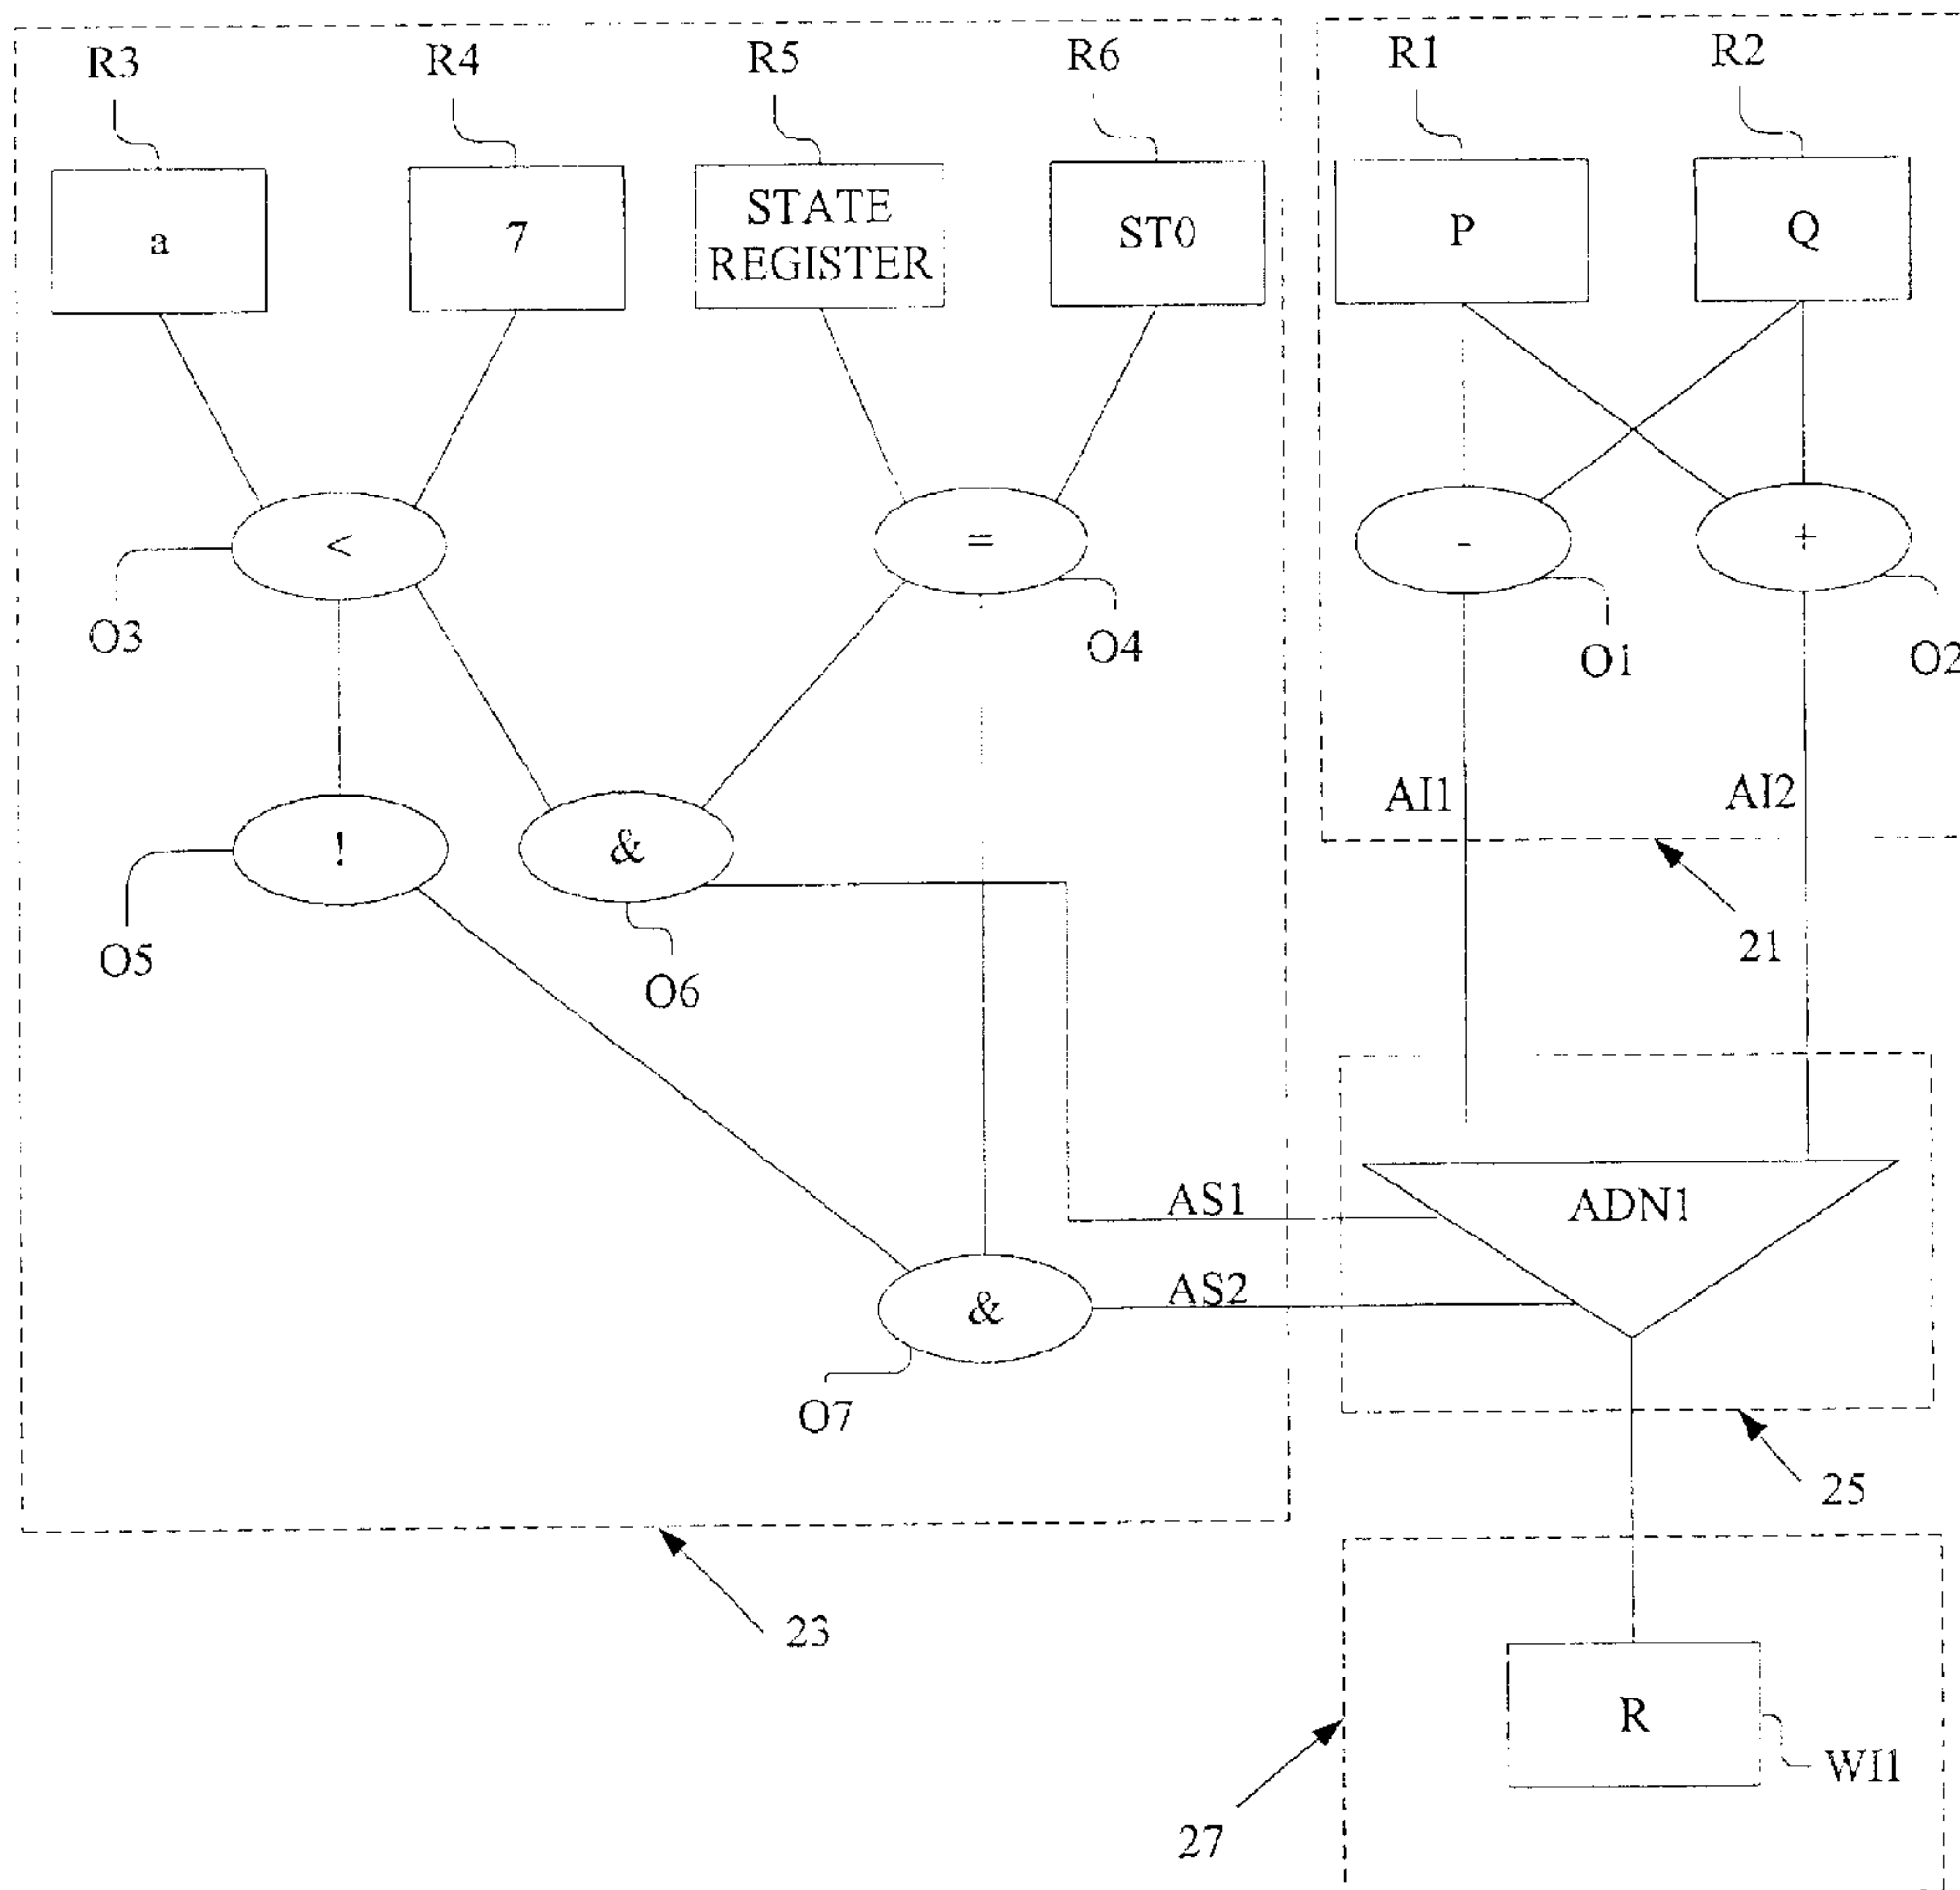 R3 R4 R5 R6 R1 R2
a 7 STATE REGISTER ST0 P Q
< = - +
O3 O4 O1 O2
! & AI1 AI2
O5 O6 21
AS1 ADN1
& AS2
O7
25
23
R
WI1
27